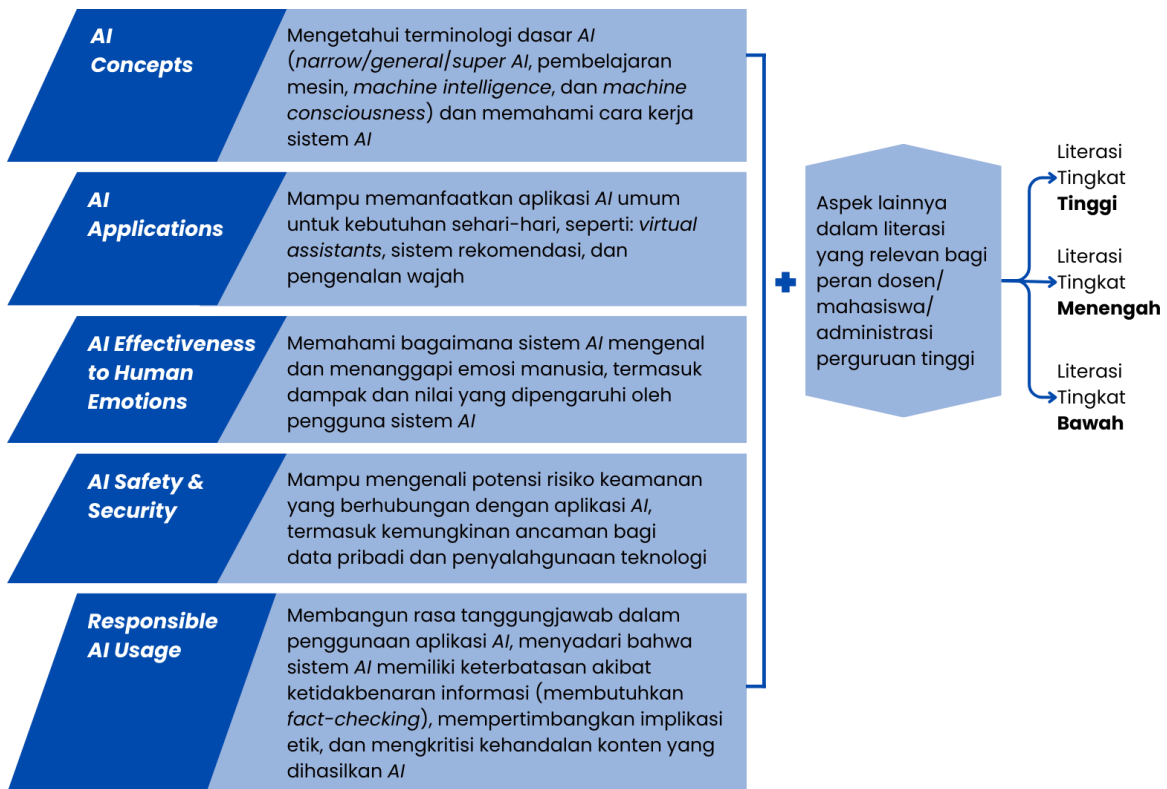 AI
Concepts
Mengetahui terminologi dasar AI
(narrow/general/super AI, pembelajaran
mesin, machine intelligence, dan machine
consciousness) dan memahami cara kerja
sistem AI
AI
Applications
Mampu memanfaatkan aplikasi AI umum
untuk kebutuhan sehari-hari, seperti: virtual
assistants, sistem rekomendasi, dan
pengenalan wajah
AI Effectiveness
to Human
Emotions
Memahami bagaimana sistem AI mengenal
dan menanggapi emosi manusia, termasuk
dampak dan nilai yang dipengaruhi oleh
pengguna sistem AI
AI Safety &
Security
Mampu mengenali potensi risiko keamanan
yang berhubungan dengan aplikasi AI,
termasuk kemungkinan ancaman bagi
data pribadi dan penyalahgunaan teknologi
Responsible
AI Usage
Membangun rasa tanggungjawab dalam
penggunaan aplikasi AI, menyadari bahwa
sistem AI memiliki keterbatasan akibat
ketidakbenaran informasi (membutuhkan
fact-checking), mempertimbangkan implikasi
etik, dan mengkritisi kehandalan konten yang
dihasilkan AI
Aspek lainnya
dalam literasi
yang relevan bagi
peran dosen/
mahasiswa/
administrasi
perguruan tinggi
Literasi
Tingkat
Tinggi
Literasi
Tingkat
Menengah
Literasi
Tingkat
Bawah